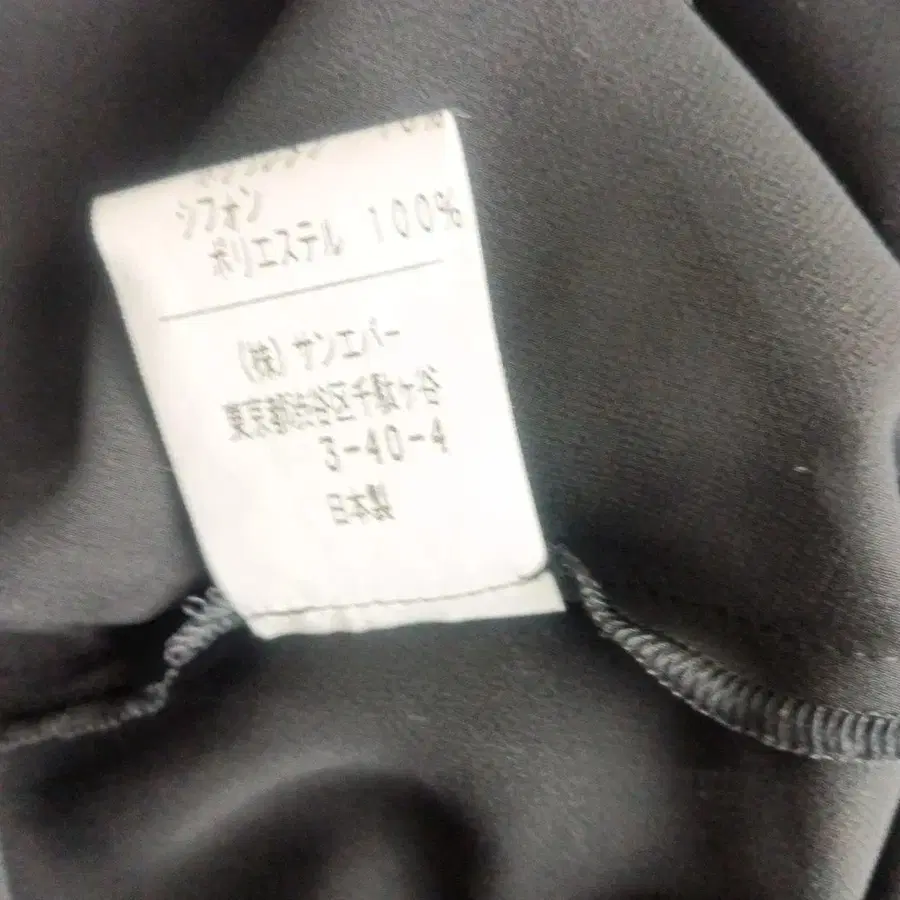 シフォン
ポリエステル 100%
(株) サンエバー
東京都渋谷区千駄ヶ谷
3-40-4
日本製